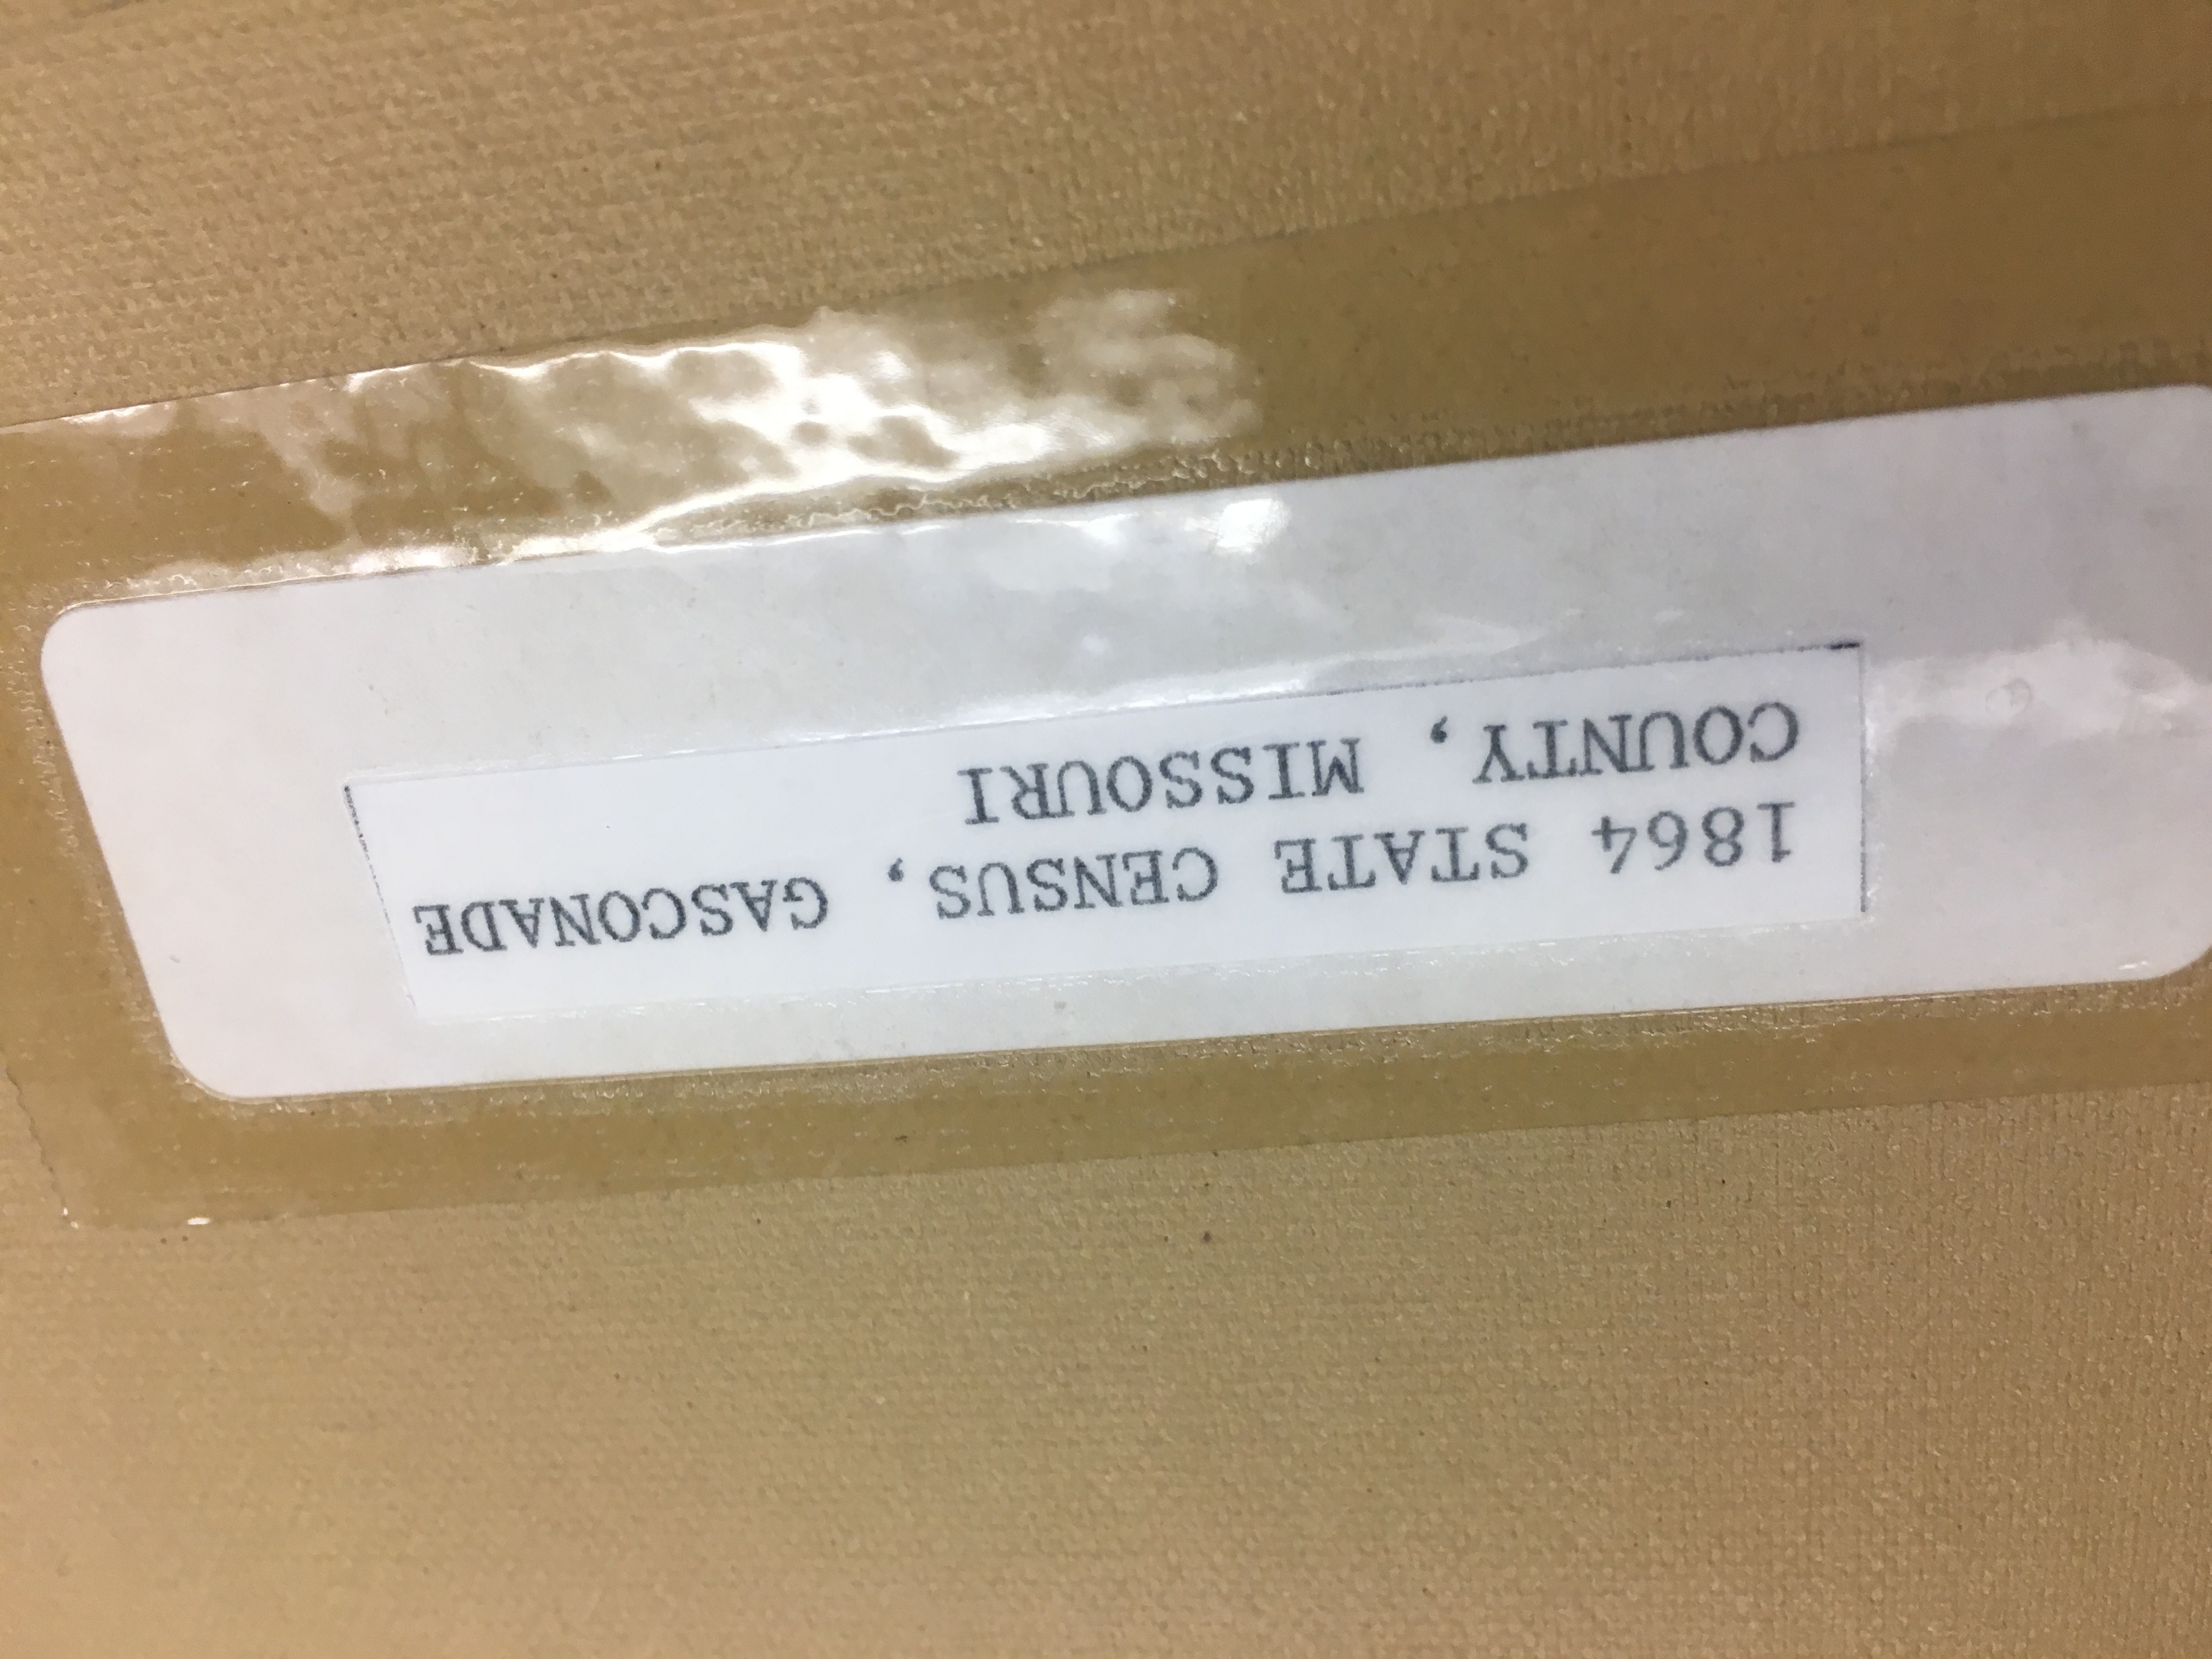 1864 STATE CENSUS, GASCONADE
COUNTY, MISSOURI